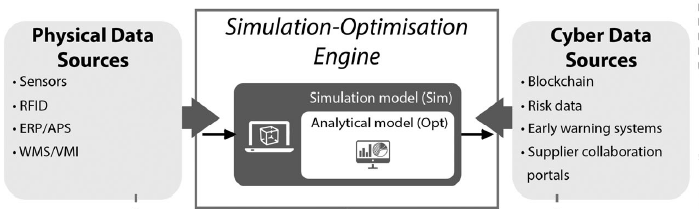 Physical Data
Sources
• Sensors
• RFID
• ERP/APS
• WMS/VMI
Simulation-Optimisation
Engine
Simulation model (Sim)
Analytical model (Opt)
Cyber Data
Sources
• Blockchain
• Risk data
• Early warning systems
• Supplier collaboration
portals